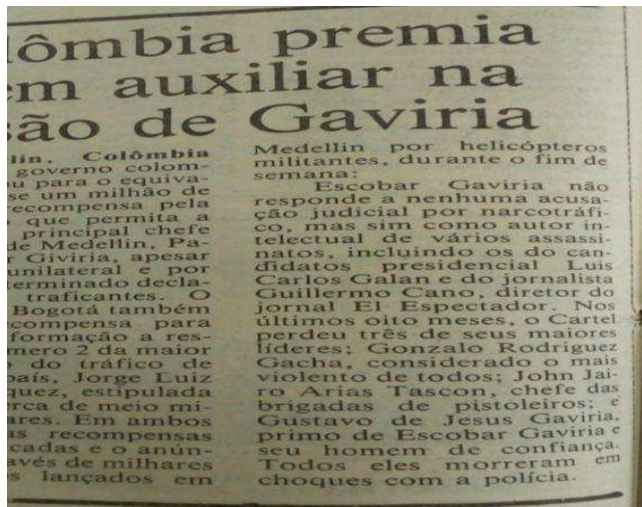 lômbia premia
em auxiliar na
são de Gaviria
lin, Colômbia
governo colom-
ou para o equiva-
se um milhão de
recompensa pela
que permita a
principal chefe
de Medellin, Pa-
r Giviria, apesar
unilateral e por
erminado decla-
traficantes. O
Bogotá também
compensa para
formação a res-
mero 2 da maior
do tráfico de
país, Jorge Luiz
quez, estipulada
erca de meio mi-
ares. Em ambos
as recompensas
cadas e o anún-
avés de milhares
s lançados em
Medellin por helicópteros
militantes, durante o fim de
semana:
Escobar Gaviria não
responde a nenhuma acusa-
ção judicial por narcotráfi-
co, mas sim como autor in-
telectual de vários assassi-
natos, incluindo os do can-
didatos presidencial Luis
Carlos Galan e do jornalista
Guillermo Cano, diretor do
jornal El Espectador. Nos
últimos oito meses, o Cartel
perdeu três de seus maiores
líderes; Gonzalo Rodriguez
Gacha, considerado o mais
violento de todos; John Jai-
ro Arias Tascon, chefe das
brigadas de pistoleiros; e
Gustavo de Jesus Gaviria,
primo de Escobar Gaviria e
seu homem de confiança.
Todos eles morreram em
choques com a polícia.